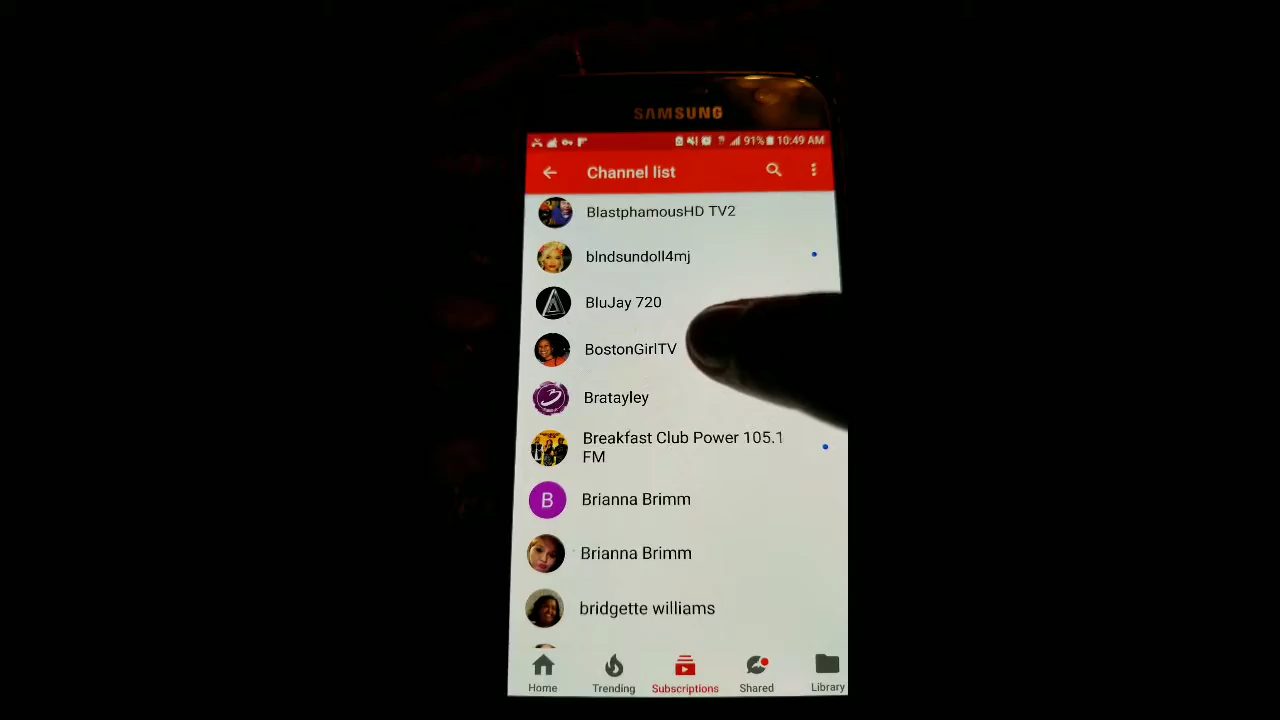 SAMSUNG
91% 10:49 AM
Channel list
BlastphamousHD TV2
blndsundoll4mj
BluJay 720
BostonGirlTV
Bratayley
Breakfast Club Power 105.1
FM
B Brianna Brimm
Brianna Brimm
bridgette williams
Home Trending Subscriptions Shared Library